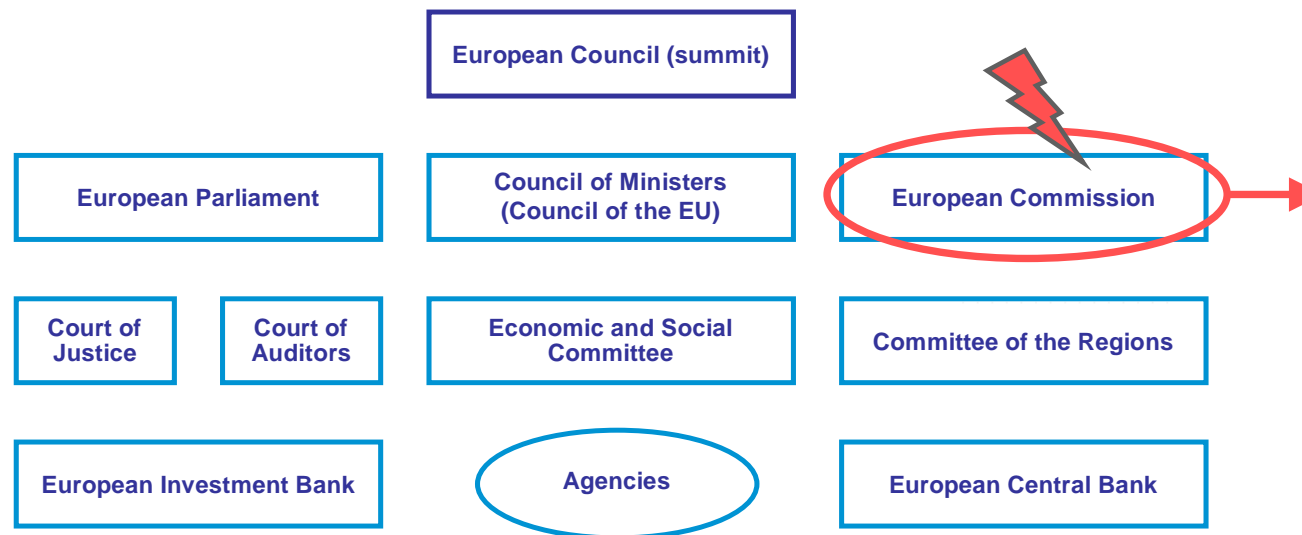 European Council (summit)
European Parliament
Council of Ministers
(Council of the EU)
European Commission
Court of
Justice
Court of
Auditors
Economic and Social
Committee
Committee of the Regions
European Investment Bank
Agencies
European Central Bank